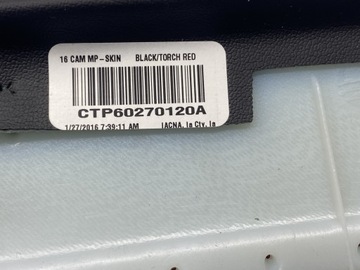 16 CAM MP-SKIN BLACK/TORCH RED
CTP60270120A
1/27/2016 7:39:11 AM IACNA, Ia Cty, Ia